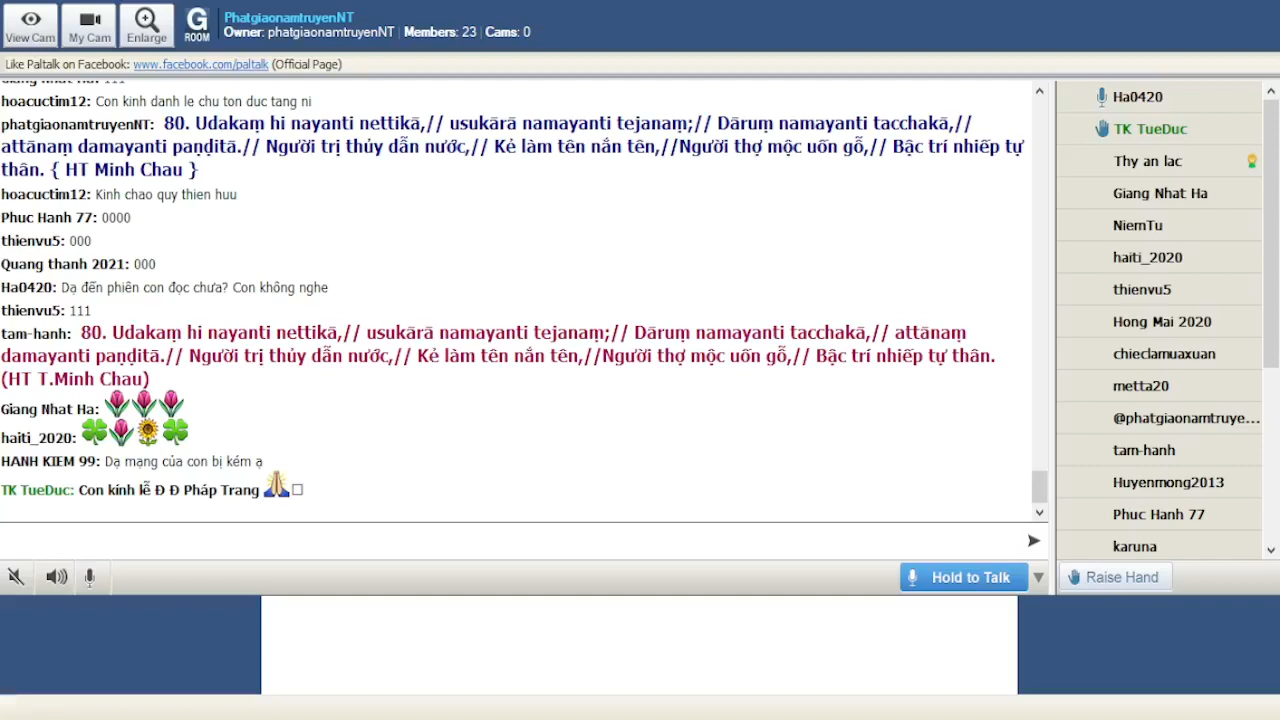 View Cam
My Cam
Enlarge
G
ROOM
PhatgiaonamtruyenNT
Owner: phatgiaonamtruyenNT | Members: 23 | Cams: 0
Like Paltalk on Facebook: www.facebook.com/paltalk (Official Page)
Giang Nhat Ha: 111
hoacuctim12: Con kinh danh le chu ton duc tang ni
phatgiaonamtruyenNT: 80. Udakaṃ hi nayanti nettikā,// usukārā namayanti tejanaṃ;// Dāruṃ namayanti tacchakā,//
attānaṃ damayanti paṇḍitā.// Người trị thủy dẫn nước,// Kẻ làm tên nắn tên,//Người thợ mộc uốn gỗ,// Bậc trí nhiếp tự
thân. { HT Minh Chau }
hoacuctim12: Kinh chao quy thien huu
Phuc Hanh 77: 0000
thienvu5: 000
Quang thanh 2021: 000
Ha0420: Dạ đến phiên con đọc chưa? Con không nghe
thienvu5: 111
tam-hanh: 80. Udakaṃ hi nayanti nettikā,// usukārā namayanti tejanaṃ;// Dāruṃ namayanti tacchakā,// attānaṃ
damayanti paṇḍitā.// Người trị thủy dẫn nước,// Kẻ làm tên nắn tên,//Người thợ mộc uốn gỗ,// Bậc trí nhiếp tự thân.
(HT T.Minh Chau)
Giang Nhat Ha:
haiti_2020:
HANH KIEM 99: Dạ mạng của con bị kém ạ
TK TueDuc: Con kính lễ Đ Đ Pháp Trang
Hold to Talk
Ha0420
TK TueDuc
Thy an lac
Giang Nhat Ha
NiemTu
haiti_2020
thienvu5
Hong Mai 2020
chieclamuaxuan
metta20
@phatgiaonamtruye...
tam-hanh
Huyenmong2013
Phuc Hanh 77
karuna
Raise Hand